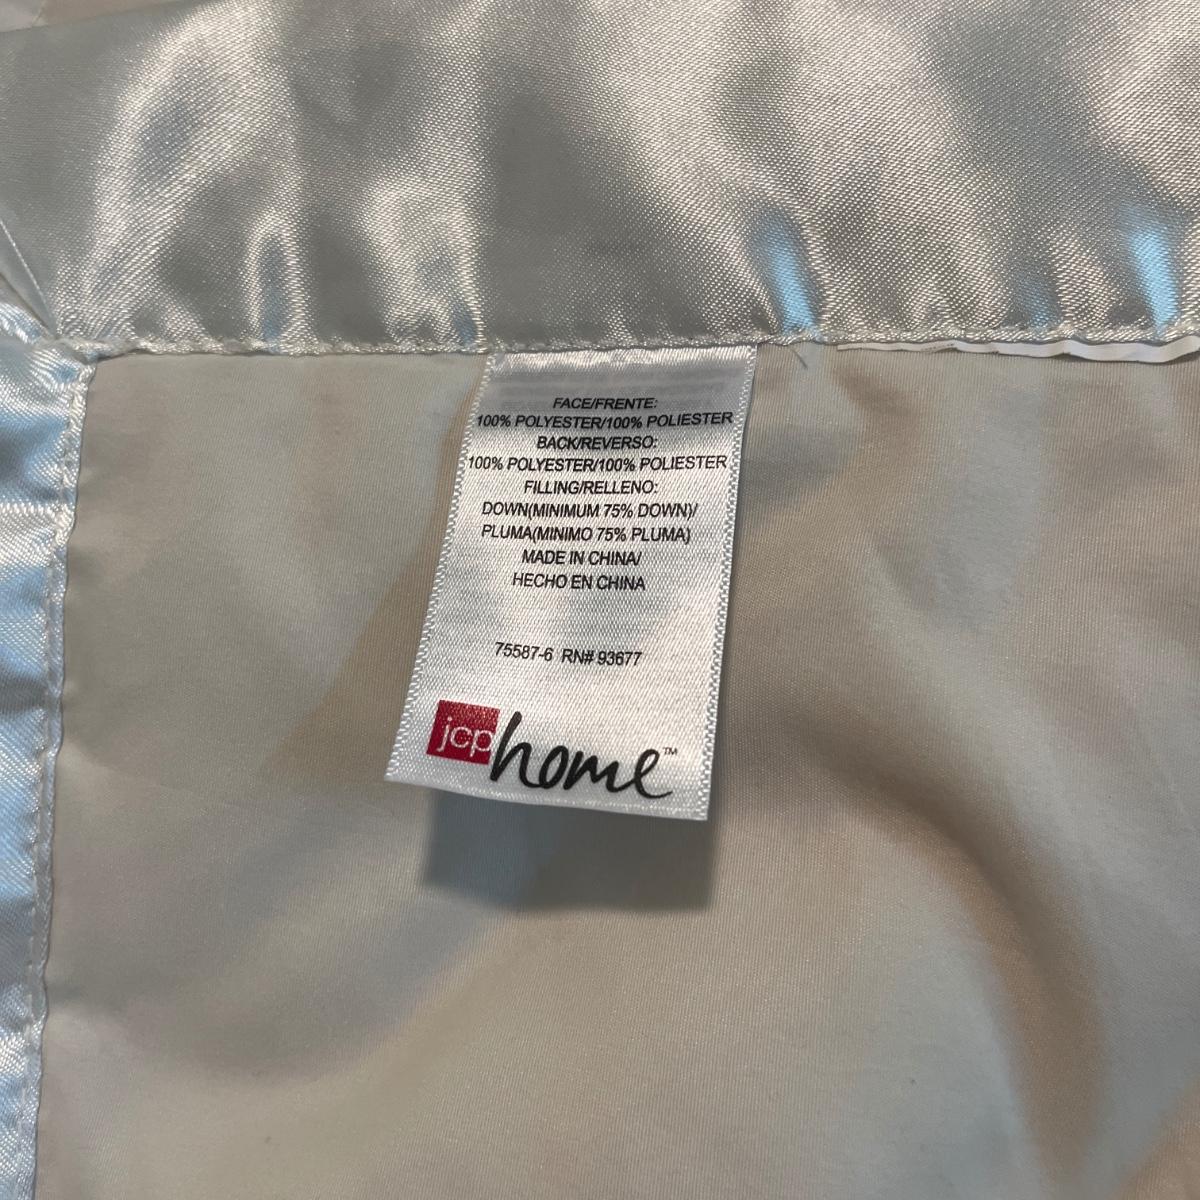 FACE/FRENTE:
100% POLYESTER/100% POLIESTER
BACK/REVERSO:
100% POLYESTER/100% POLIESTER
FILLING/RELLENO:
DOWN(MINIMUM 75% DOWN)/
PLUMA(MINIMO 75% PLUMA)
MADE IN CHINA/
HECHO EN CHINA
75587-6 RN# 93677
jcp home™